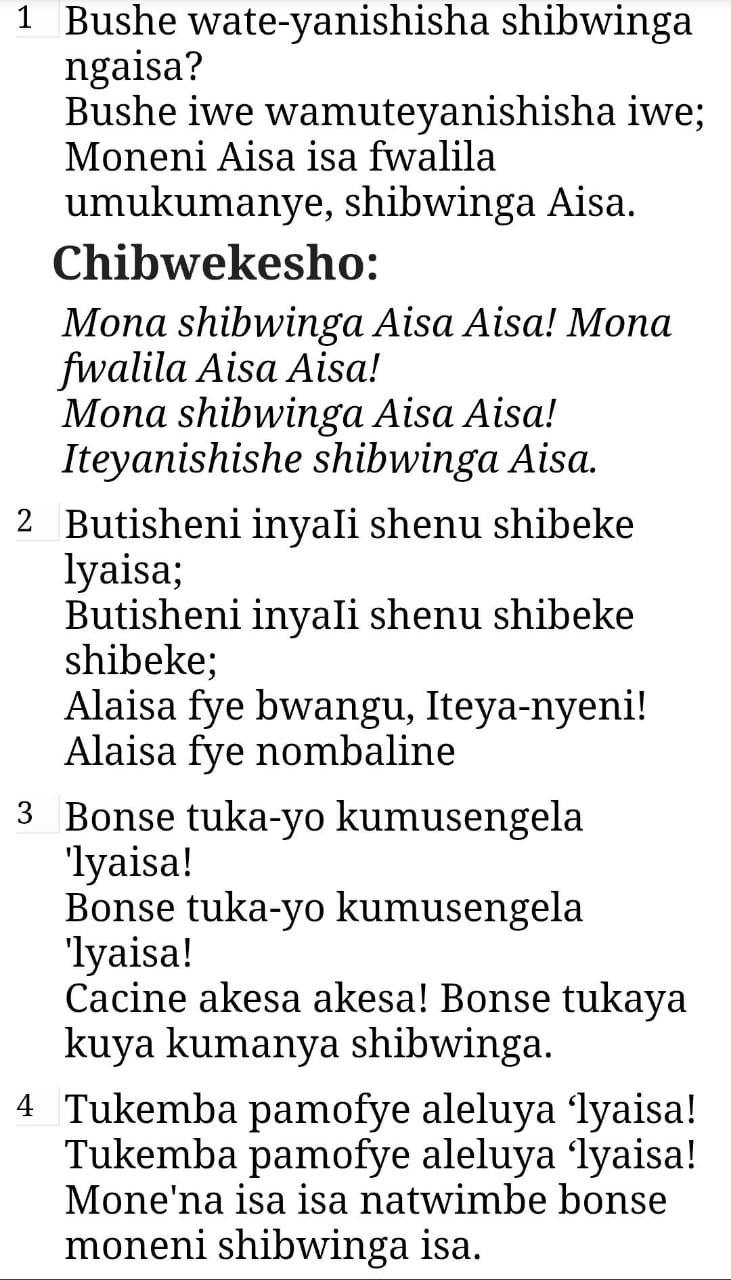 1 Bushe wate-yanishisha shibwinga
ngaisa?
Bushe iwe wamuteyanishisha iwe;
Moneni Aisa isa fwalila
umukumanye, shibwinga Aisa.
Chibwekesho:
Mona shibwinga Aisa Aisa! Mona
fwalila Aisa Aisa!
Mona shibwinga Aisa Aisa!
Iteyanishishe shibwinga Aisa.
2 Butisheni inyaIi shenu shibeke
lyaisa;
Butisheni inyaIi shenu shibeke
shibeke;
Alaisa fye bwangu, Iteya-nyeni!
Alaisa fye nombaline
3 Bonse tuka-yo kumusengela
'lyaisa!
Bonse tuka-yo kumusengela
'lyaisa!
Cacine akesa akesa! Bonse tukaya
kuya kumanya shibwinga.
4 Tukemba pamofye aleluya ‘lyaisa!
Tukemba pamofye aleluya ‘lyaisa!
Mone'na isa isa natwimbe bonse
moneni shibwinga isa.